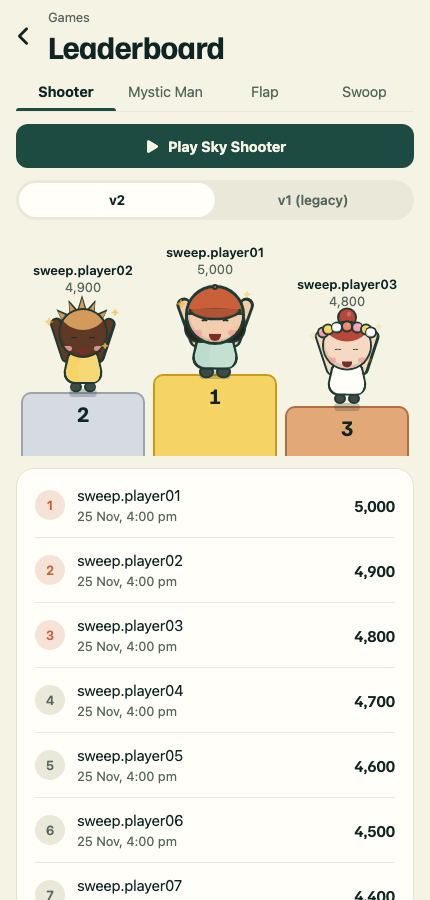 Games
Leaderboard
Shooter Mystic Man Flap Swoop
Play Sky Shooter
v2 v1 (legacy)
sweep.player01
5,000
sweep.player02
4,900
sweep.player03
4,800
2
1
3
1 sweep.player01 5,000
25 Nov, 4:00 pm
2 sweep.player02 4,900
25 Nov, 4:00 pm
3 sweep.player03 4,800
25 Nov, 4:00 pm
4 sweep.player04 4,700
25 Nov, 4:00 pm
5 sweep.player05 4,600
25 Nov, 4:00 pm
6 sweep.player06 4,500
25 Nov, 4:00 pm
7 sweep.player07 4,400